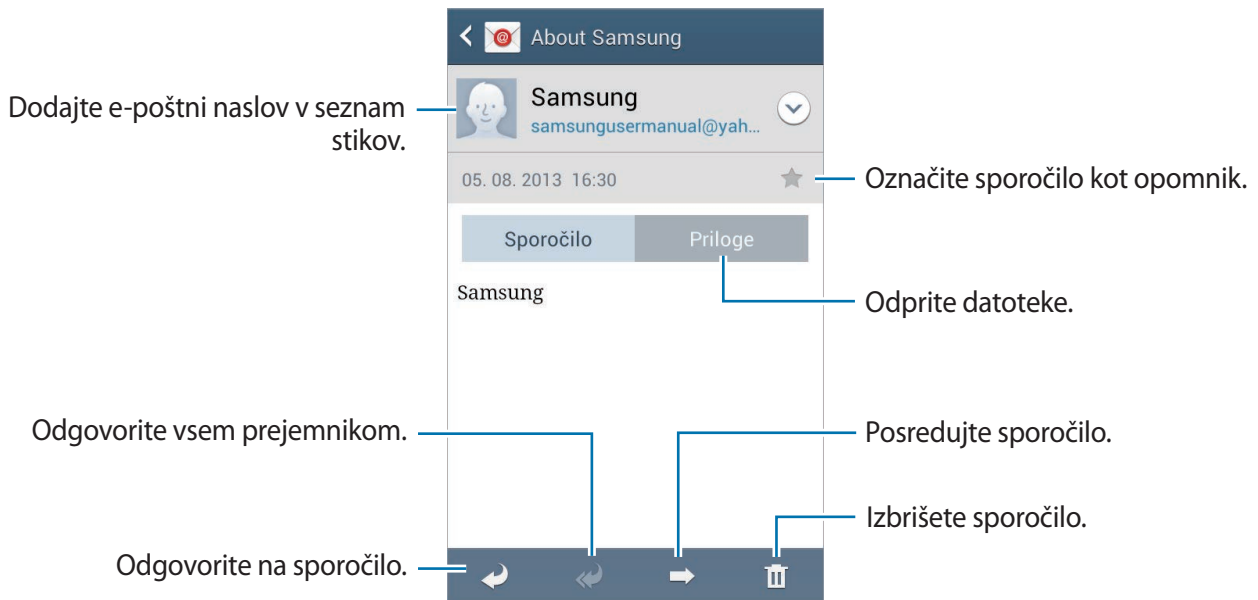 About Samsung
Dodajte e-poštni naslov v seznam
stikov.
Samsung
samsungusermanual@yah...
05. 08. 2013 16:30
Označite sporočilo kot opomnik.
Sporočilo
Priloge
Samsung
Odprite datoteke.
Odgovorite vsem prejemnikom.
Posredujte sporočilo.
Izbrišete sporočilo.
Odgovorite na sporočilo.